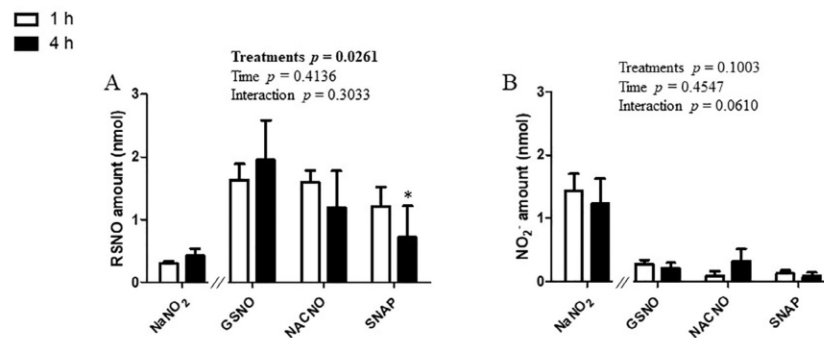 1 h
4 h
A
Treatments p = 0.0261
Time p = 0.4136
Interaction p = 0.3033
RSNO amount (nmol)
3
2
1
0
*
NaNO₂
GSNO
NACNO
SNAP
B
Treatments p = 0.1003
Time p = 0.4547
Interaction p = 0.0610
NO₂⁻ amount (nmol)
3
2
1
0
NaNO₂
GSNO
NACNO
SNAP